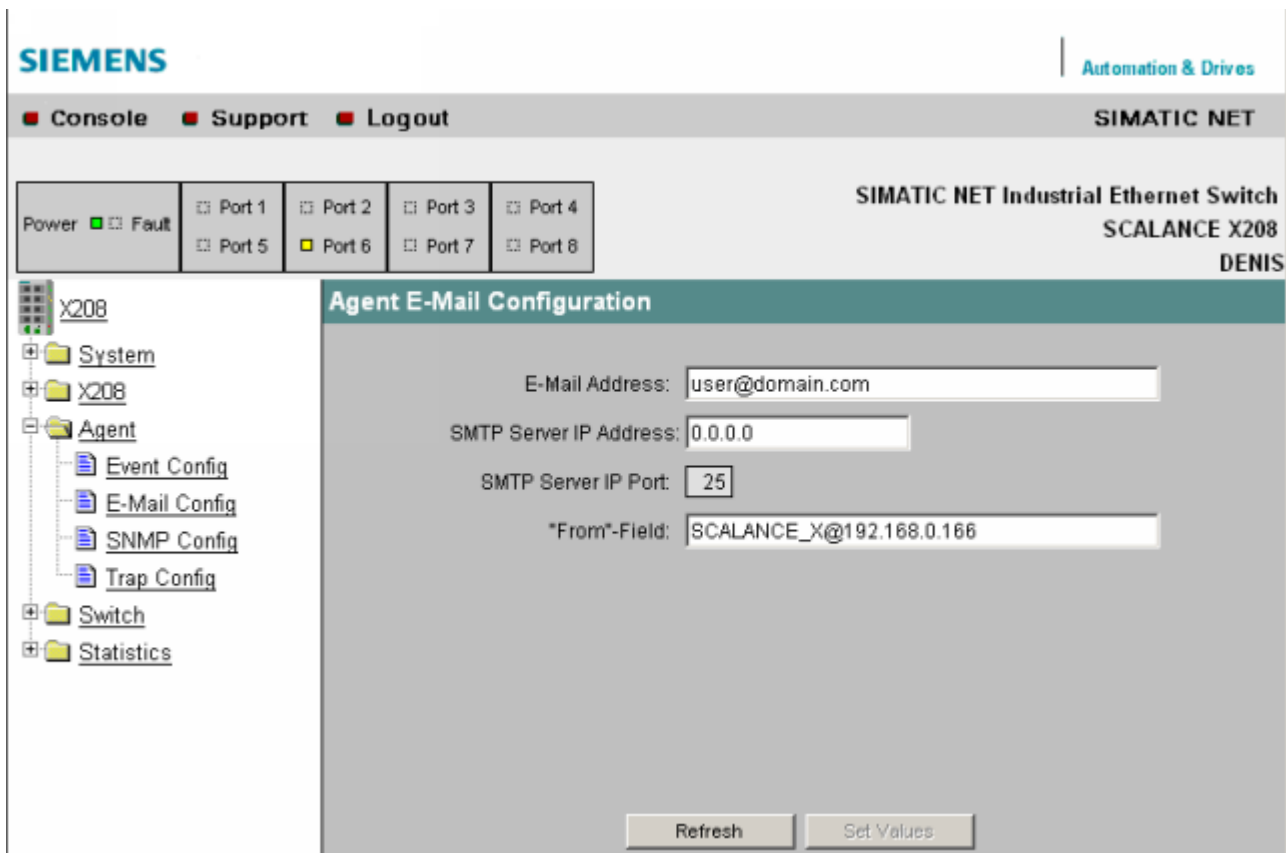 SIEMENS
Automation & Drives
Console Support Logout SIMATIC NET
Power Fault Port 1 Port 2 Port 3 Port 4
Port 5 Port 6 Port 7 Port 8
SIMATIC NET Industrial Ethernet Switch
SCALANCE X208
DENIS
X208
System
X208
Agent
Event Config
E-Mail Config
SNMP Config
Trap Config
Switch
Statistics
Agent E-Mail Configuration
E-Mail Address: user@domain.com
SMTP Server IP Address: 0.0.0.0
SMTP Server IP Port: 25
"From"-Field: SCALANCE_X@192.168.0.166
Refresh Set Values